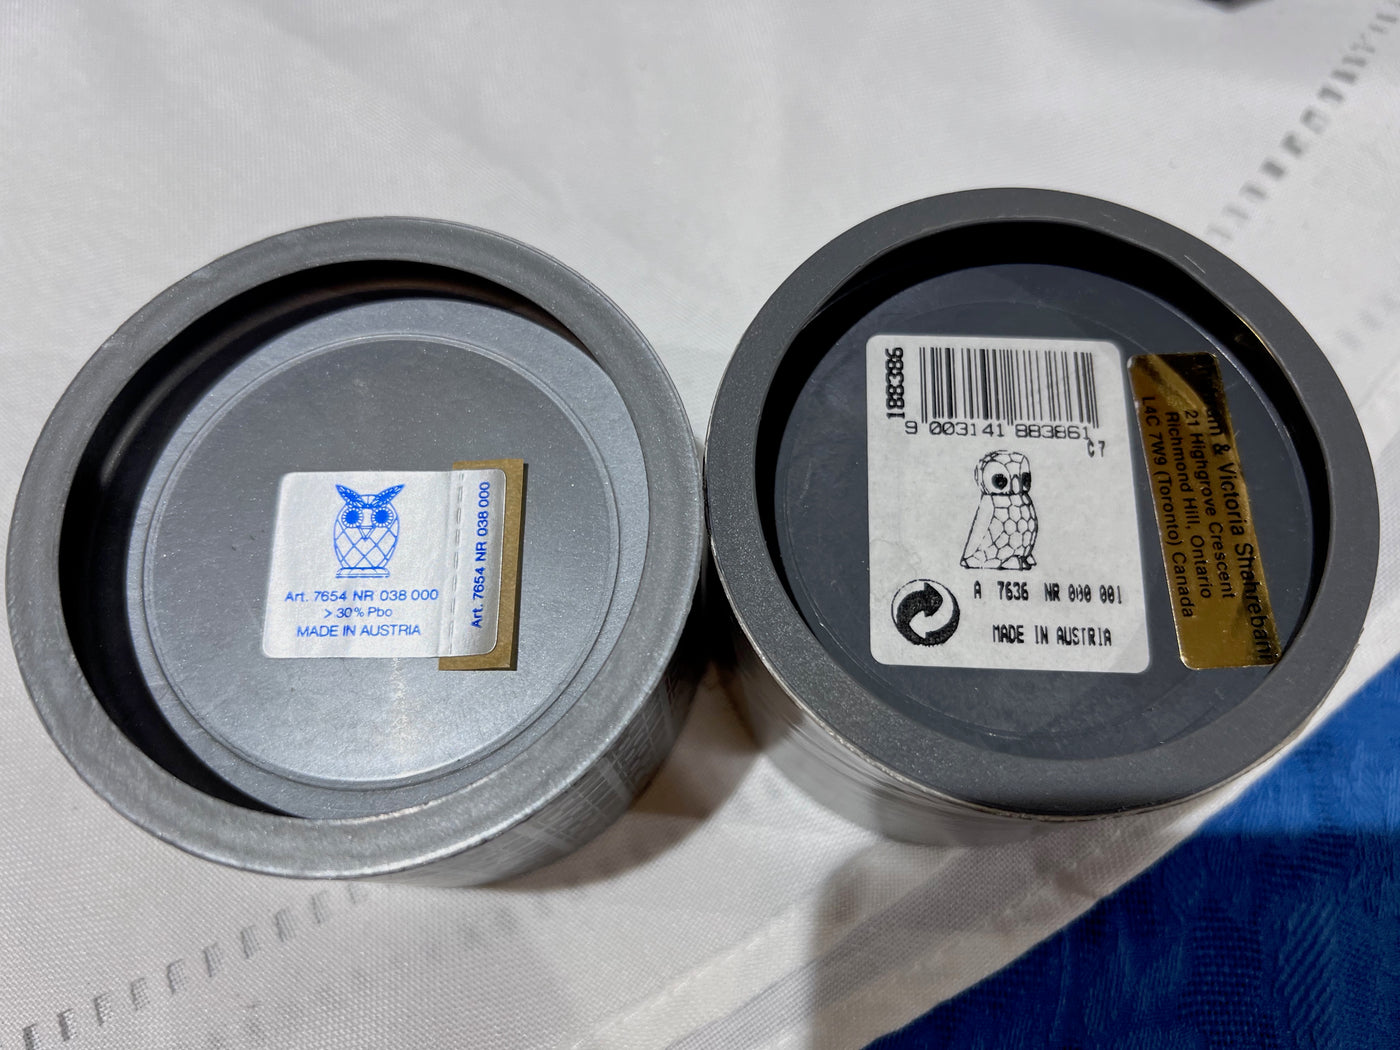 Art. 7654 NR 038 000
> 30% Pbo
MADE IN AUSTRIA
Art. 7654 NR 038 000
188386
9 003141 883861
C7
A 7636 NR 000 001
MADE IN AUSTRIA
& Victoria Shahrebani
21 Highgrove Crescent
Richmond Hill, Ontario
L4C 7W9 (Toronto) Canada